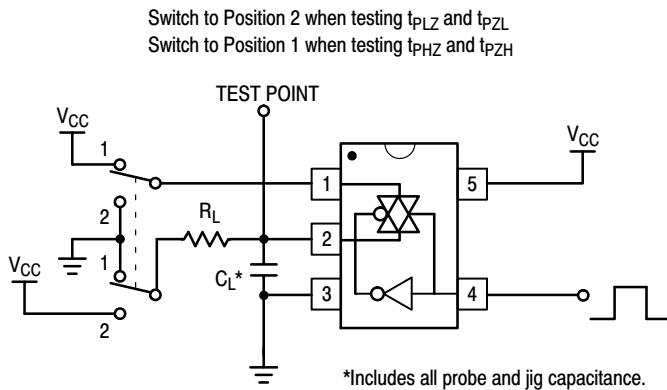 Switch to Position 2 when testing tPLZ and tPZL
Switch to Position 1 when testing tPHZ and tPZH
TEST POINT
VCC
VCC
1
1
5
RL
2
2
1
VCC
CL*
3
4
2
*Includes all probe and jig capacitance.